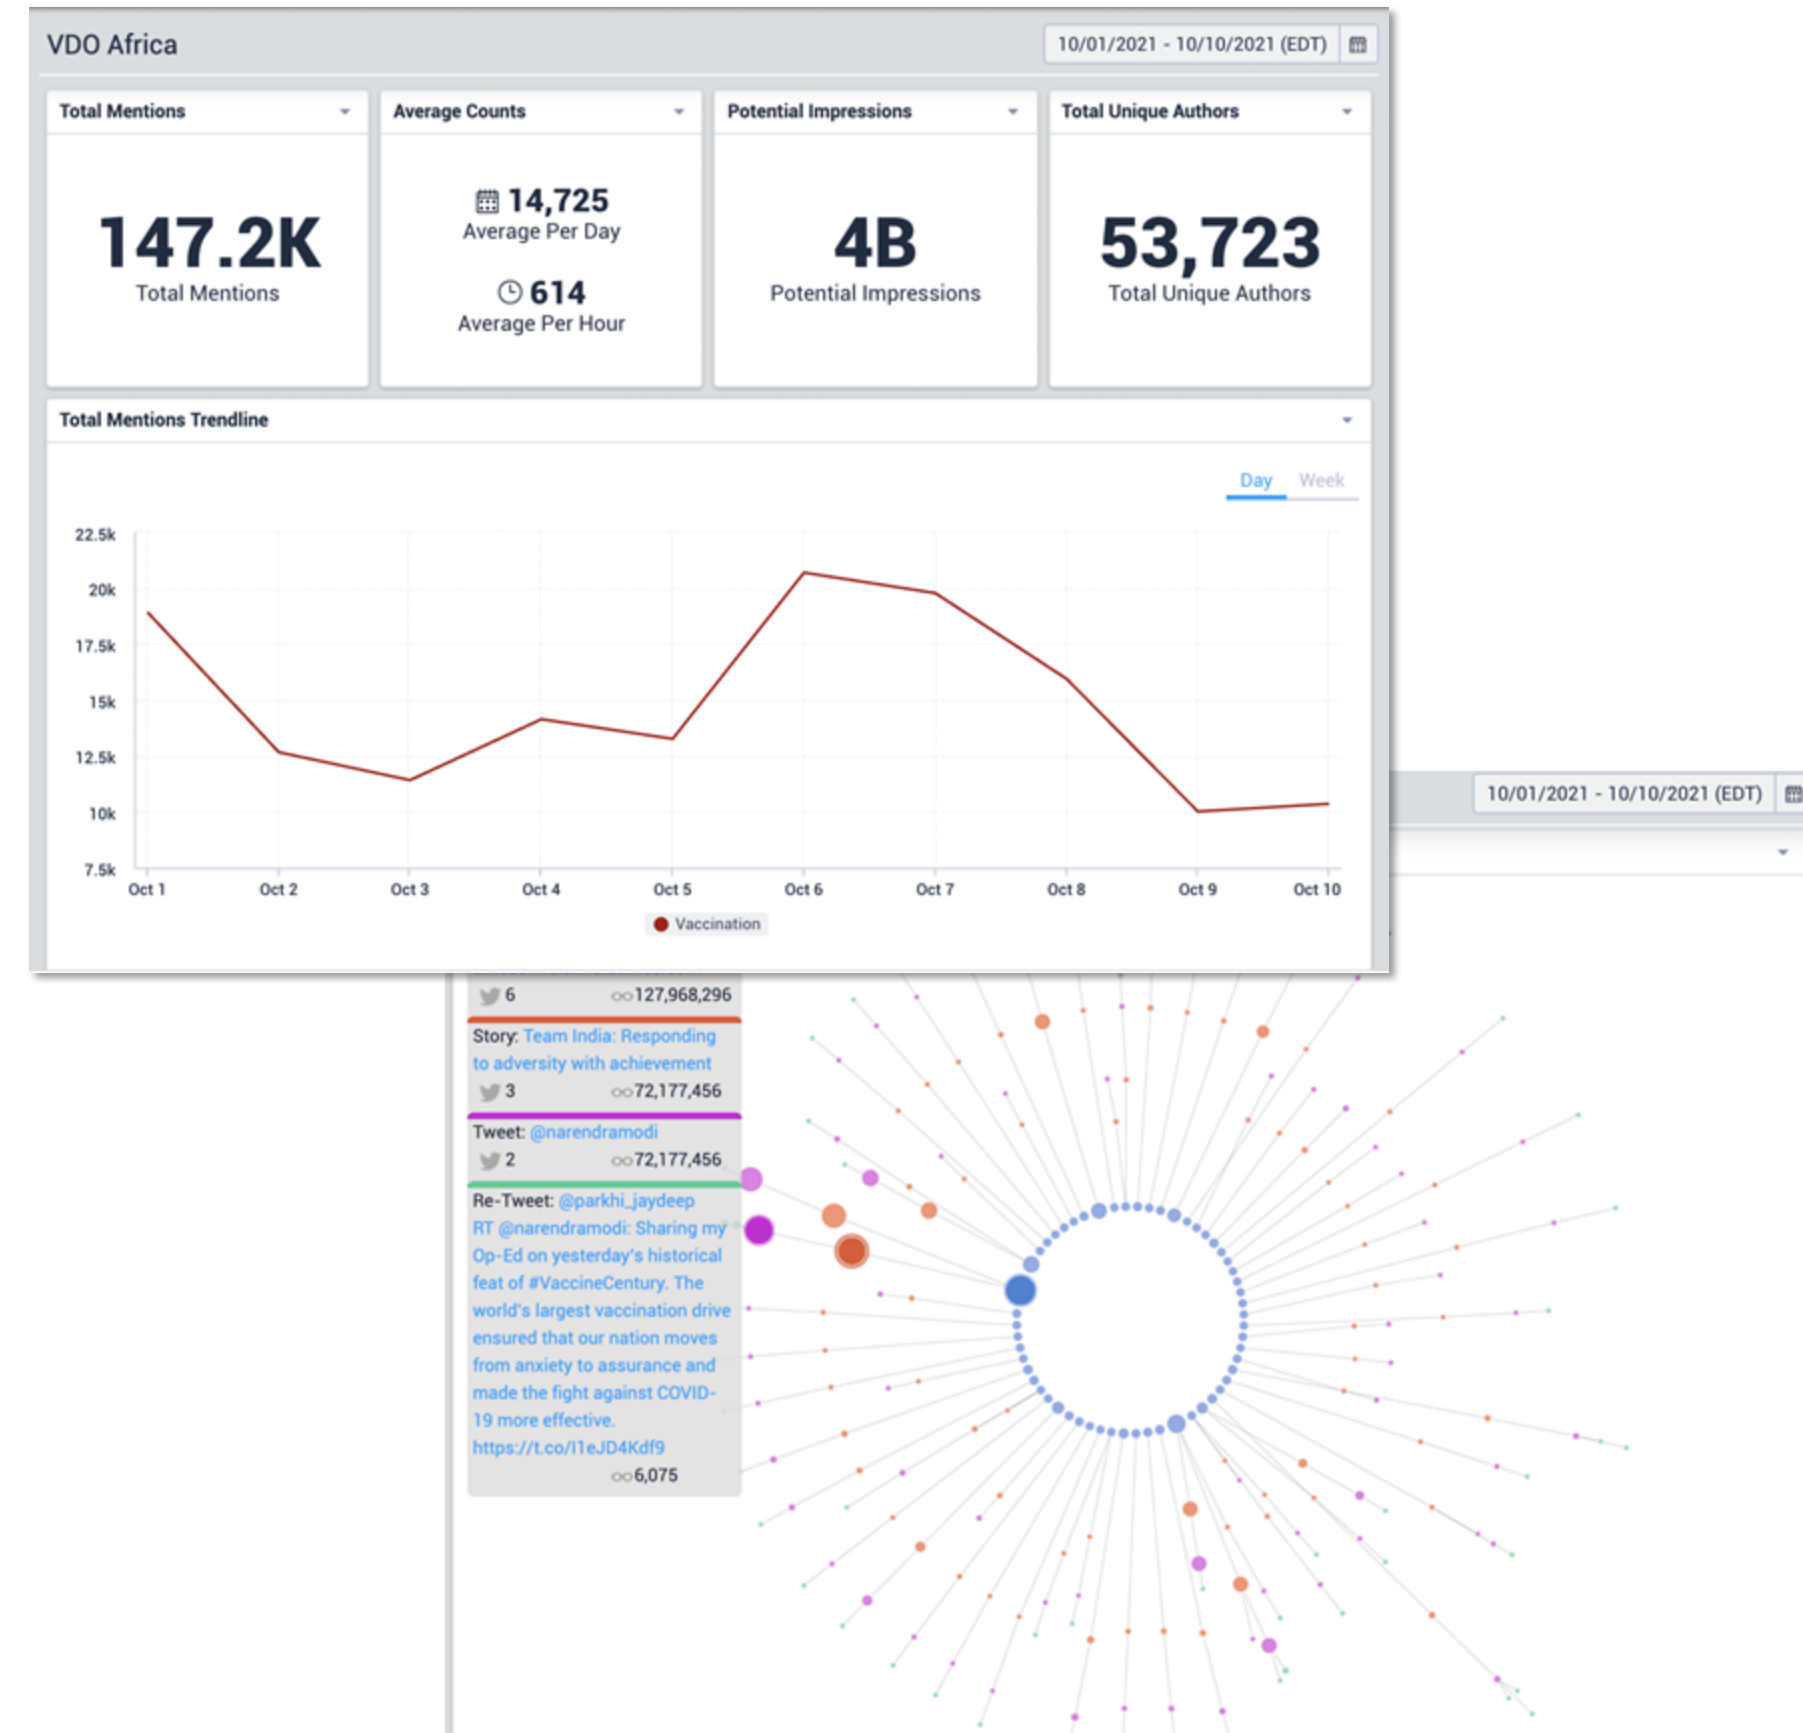 VDO Africa
10/01/2021 - 10/10/2021 (EDT)
Total Mentions
147.2K
Total Mentions
Average Counts
14,725
Average Per Day
614
Average Per Hour
Potential Impressions
4B
Potential Impressions
Total Unique Authors
53,723
Total Unique Authors
Total Mentions Trendline
Day Week
22.5k
20k
17.5k
15k
12.5k
10k
7.5k
Oct 1 Oct 2 Oct 3 Oct 4 Oct 5 Oct 6 Oct 7 Oct 8 Oct 9 Oct 10
Vaccination
10/01/2021 - 10/10/2021 (EDT)
6 127,968,296
Story: Team India: Responding
to adversity with achievement
3 72,177,456
Tweet: @narendramodi
2 72,177,456
Re-Tweet: @parkhi_jaydeep
RT @narendramodi: Sharing my
Op-Ed on yesterday's historical
feat of #VaccineCentury. The
world's largest vaccination drive
ensured that our nation moves
from anxiety to assurance and
made the fight against COVID-
19 more effective.
https://t.co/I1eJD4Kdf9
6,075